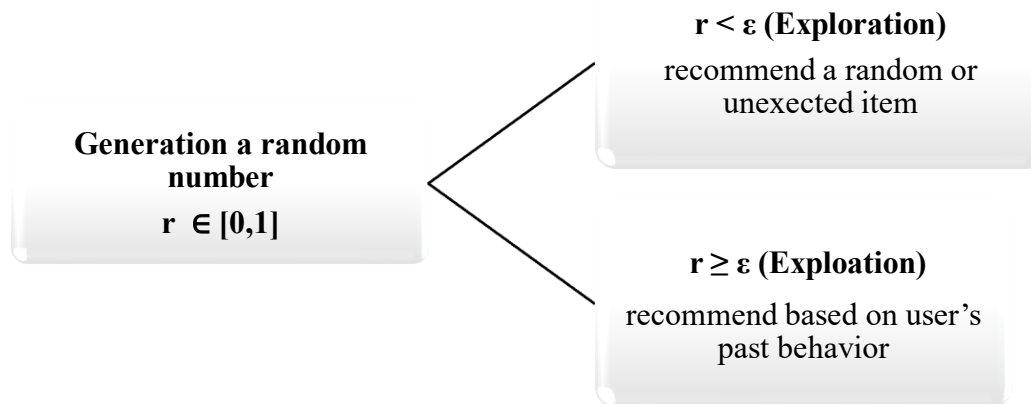 Generation a random
number
r ∈ [0,1]
r < ε (Exploration)
recommend a random or
unexected item
r ≥ ε (Exploation)
recommend based on user’s
past behavior